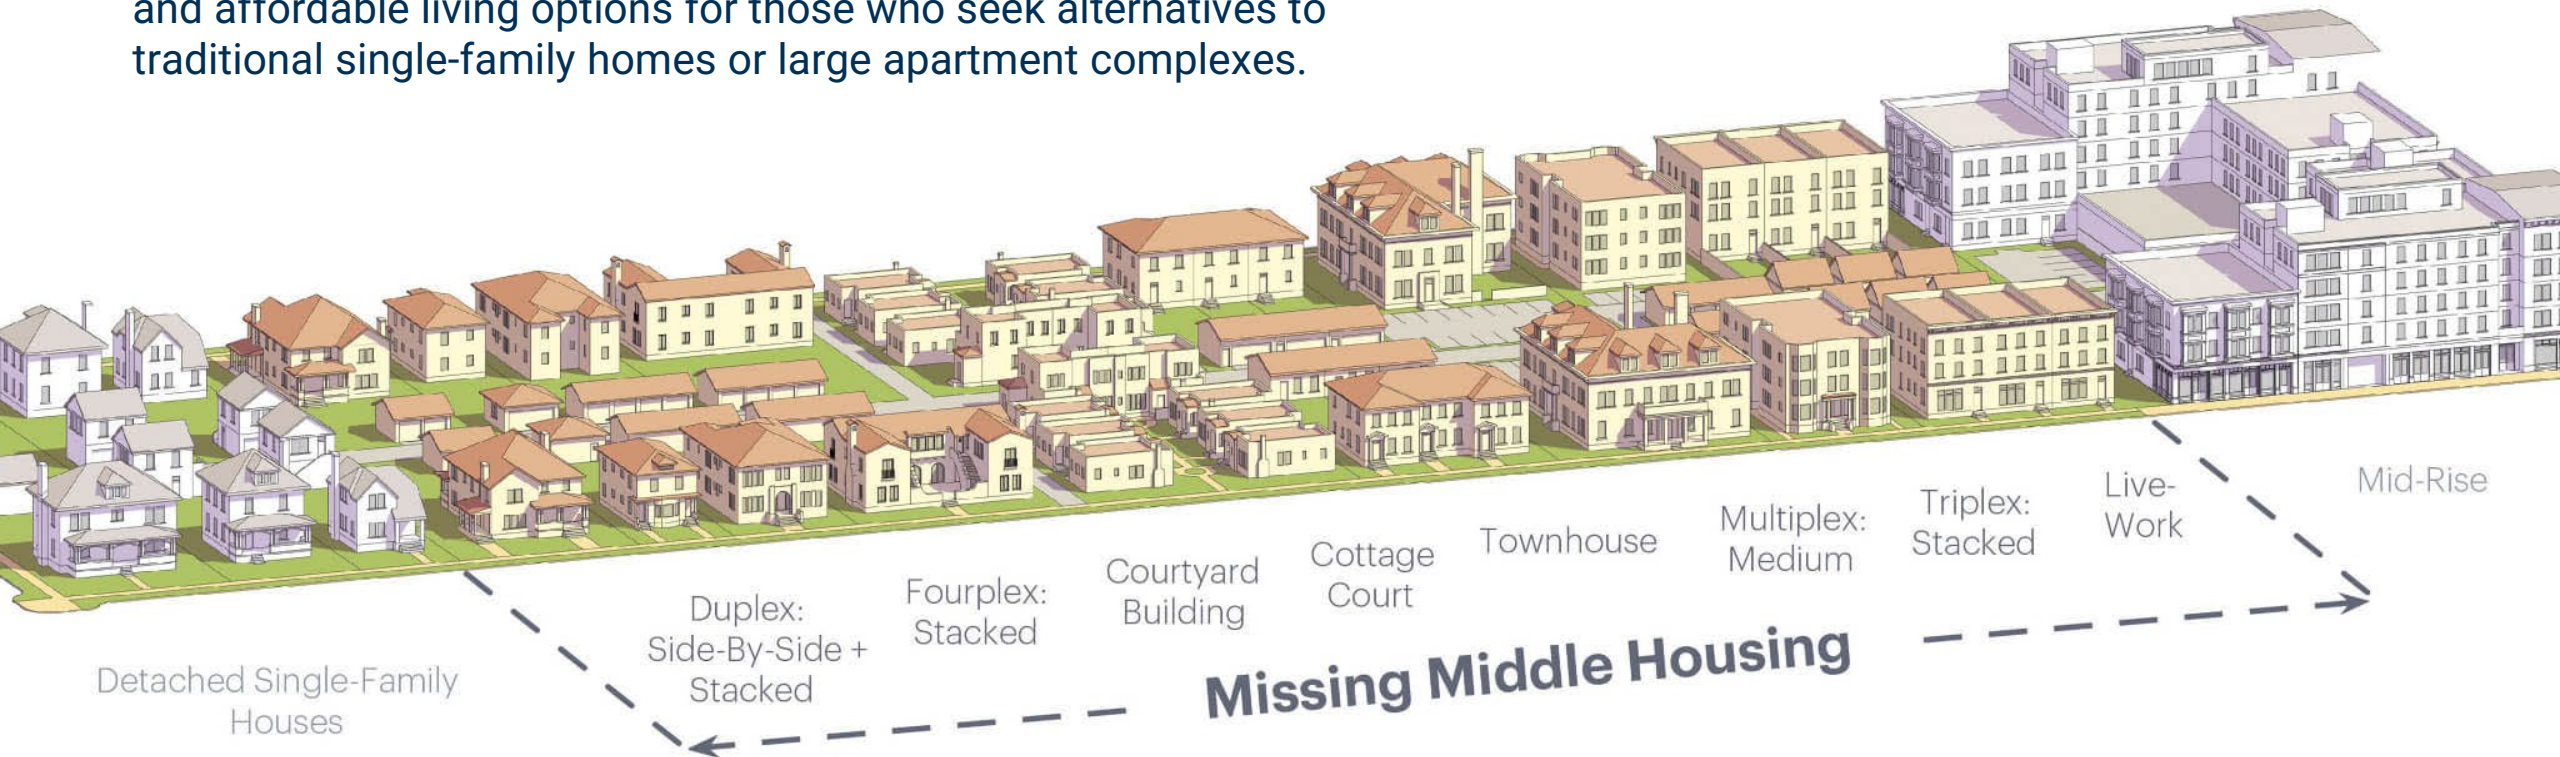 and affordable living options for those who seek alternatives to
traditional single-family homes or large apartment complexes.
Detached Single-Family
Houses
Duplex:
Side-By-Side +
Stacked
Fourplex:
Stacked
Courtyard
Building
Cottage
Court
Townhouse
Multiplex:
Medium
Triplex:
Stacked
Live-
Work
Mid-Rise
Missing Middle Housing